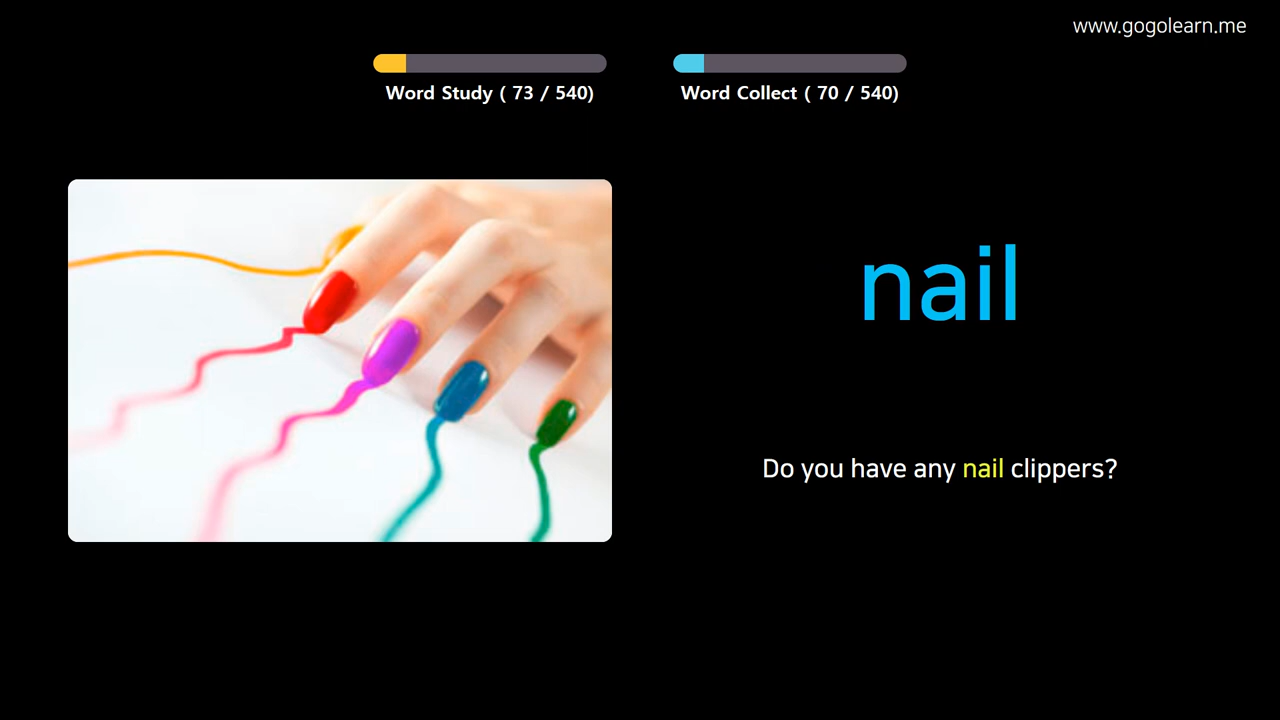 www.gogolearn.me
Word Study ( 73 / 540)
Word Collect ( 70 / 540)
nail
Do you have any nail clippers?